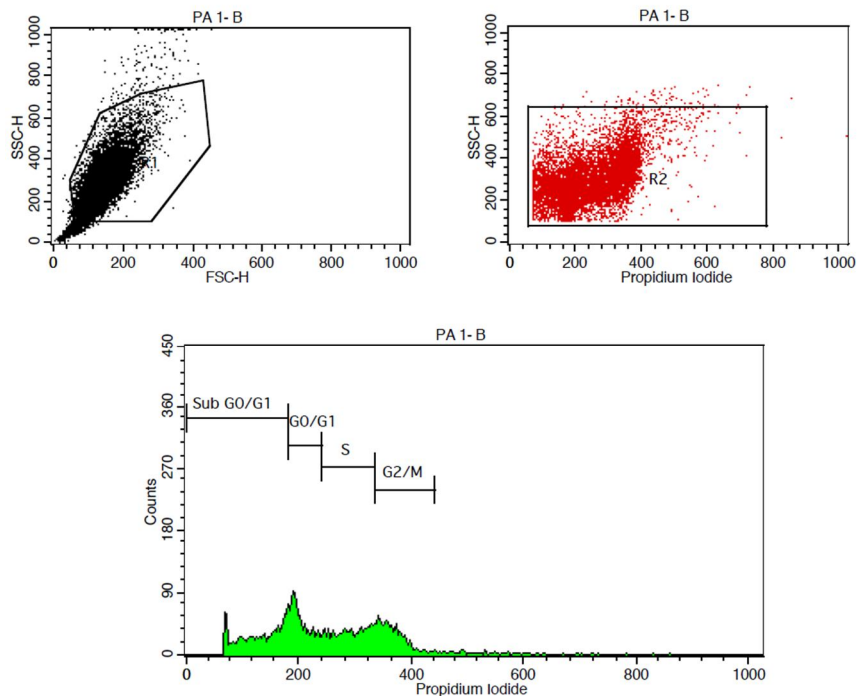 PA 1- B
SSC-H
1000
800
600
400
200
0
R1
0 200 400 600 800 1000
FSC-H
PA 1- B
SSC-H
1000
800
600
400
200
0
R2
0 200 400 600 800 1000
Propidium Iodide
PA 1- B
Counts
450
360
270
180
90
0
Sub G0/G1
G0/G1
S
G2/M
0 200 400 600 800 1000
Propidium Iodide